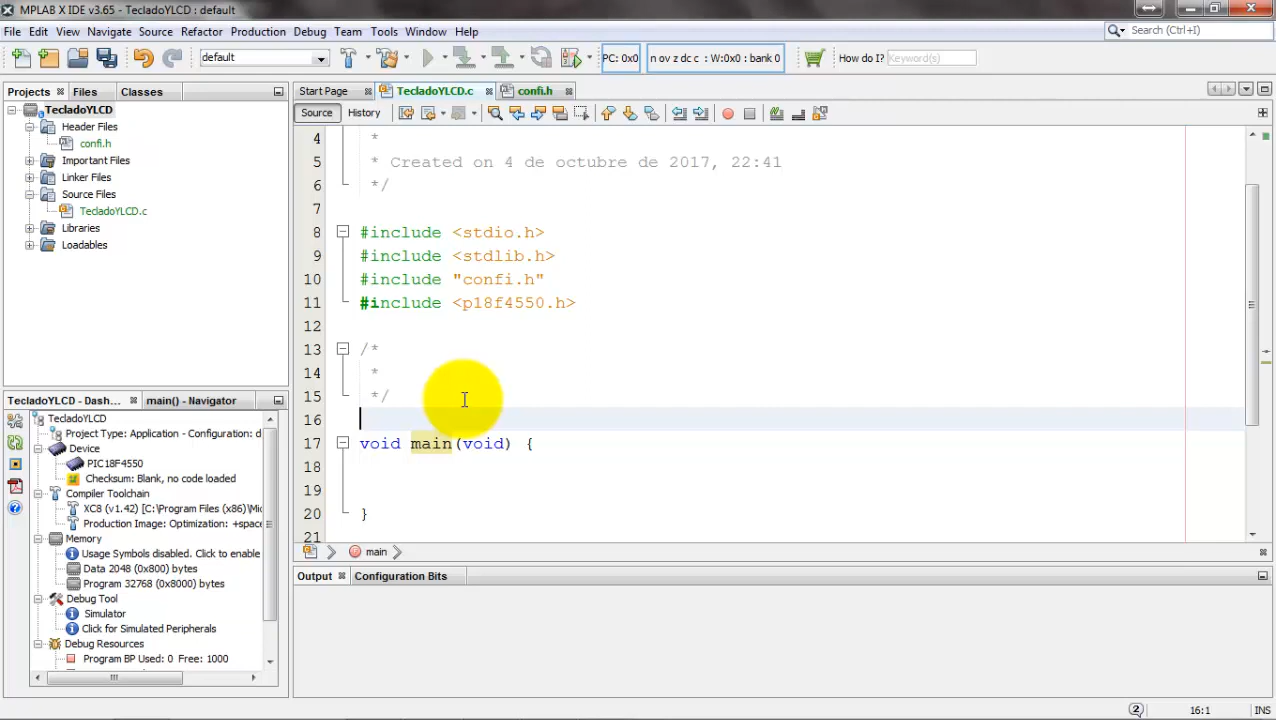 MPLAB X IDE v3.65 - TecladoYLCD : default
File Edit View Navigate Source Refactor Production Debug Team Tools Window Help
Search (Ctrl+I)
default
PC: 0x0
n ov z dc c : W:0x0 : bank 0
How do I?
Keyword(s)
Projects Files Classes
TecladoYLCD
Header Files
confi.h
Important Files
Linker Files
Source Files
TecladoYLCD.c
Libraries
Loadables
Start Page TecladoYLCD.c confi.h
Source History
4 *
5 * Created on 4 de octubre de 2017, 22:41
6 */
7
8 #include <stdio.h>
9 #include <stdlib.h>
10 #include "confi.h"
11 #include <p18f4550.h>
12
13 /*
14 *
15 */
16
17 void main(void) {
18
19
20 }
21
main
TecladoYLCD - Dash... main() - Navigator
TecladoYLCD
Project Type: Application - Configuration: d
Device
PIC18F4550
Checksum: Blank, no code loaded
Compiler Toolchain
XC8 (v1.42) [C:\Program Files (x86)\Mic
Production Image: Optimization: +space
Memory
Usage Symbols disabled. Click to enable
Data 2048 (0x800) bytes
Program 32768 (0x8000) bytes
Debug Tool
Simulator
Click for Simulated Peripherals
Debug Resources
Program BP Used: 0 Free: 1000
Output Configuration Bits
2
16:1
INS